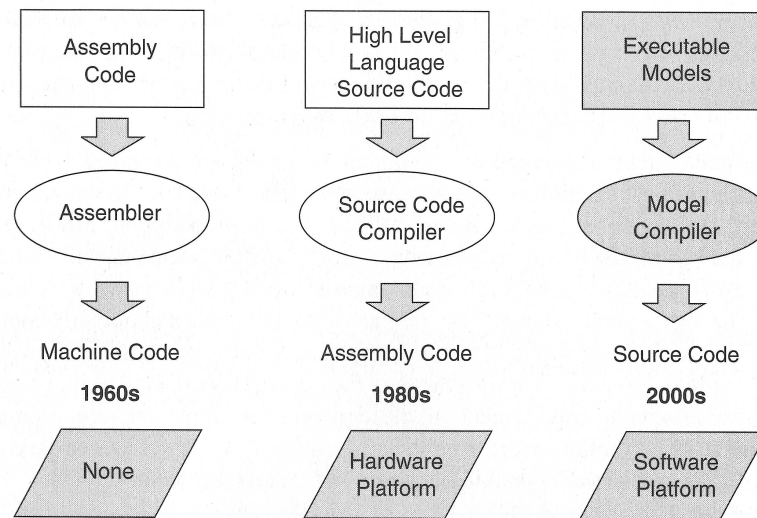 Assembly
Code
Assembler
Machine Code
1960s
None
High Level
Language
Source Code
Source Code
Compiler
Assembly Code
1980s
Hardware
Platform
Executable
Models
Model
Compiler
Source Code
2000s
Software
Platform